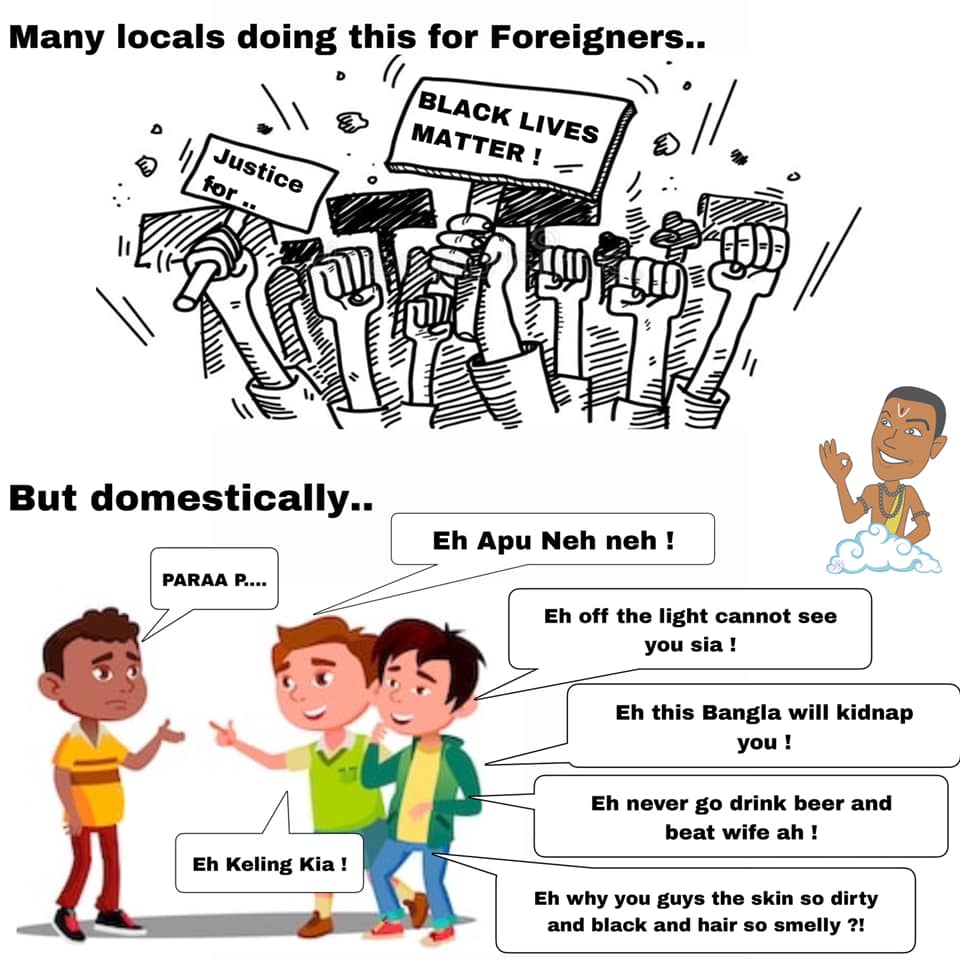 Many locals doing this for Foreigners..
BLACK LIVES
MATTER !
Justice
for ..
But domestically..
Eh Apu Neh neh !
PARAA P....
Eh off the light cannot see
you sia !
Eh this Bangla will kidnap
you !
Eh never go drink beer and
beat wife ah !
Eh Keling Kia !
Eh why you guys the skin so dirty
and black and hair so smelly ?!